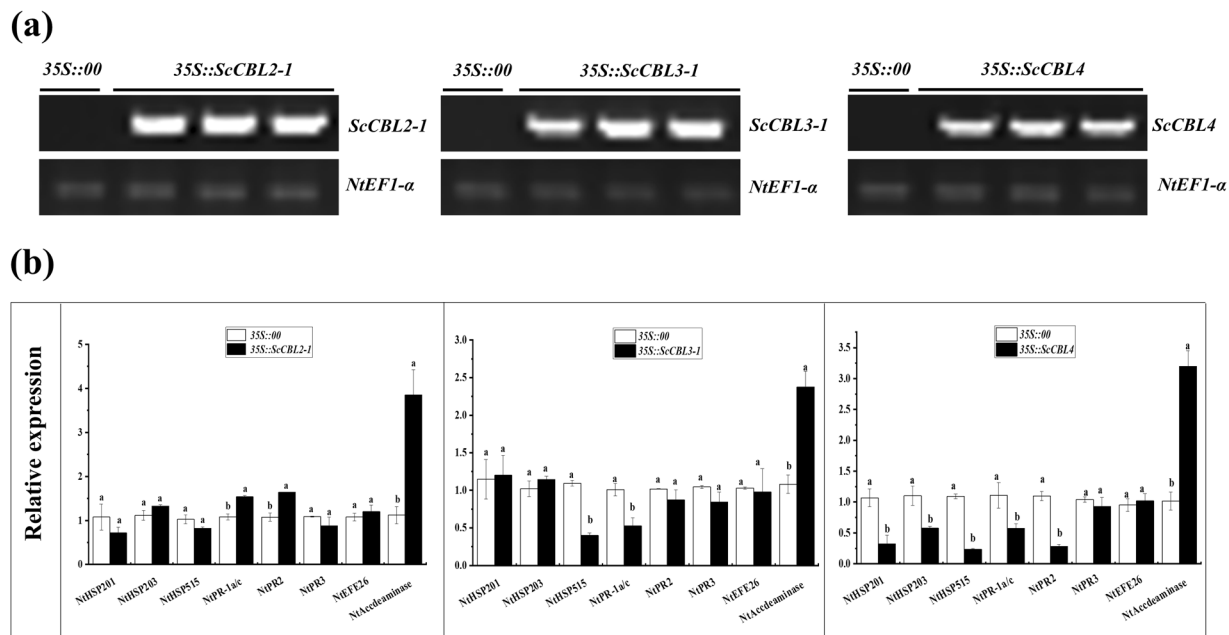 (a)
35S::00 35S::ScCBL2-1 35S::00 35S::ScCBL3-1 35S::00 35S::ScCBL4
ScCBL2-1 ScCBL3-1 ScCBL4
NtEF1-α NtEF1-α NtEF1-α
(b)
Relative expression
35S::00
35S::ScCBL2-1
5
4
3
2
1
0
a a a a a a b a b a a a a a b a
NtHSP201 NtHSP203 NtHSP515 NtPR-1a/c NtPR2 NtPR3 NtEFE26 NtAccdeaminase
35S::00
35S::ScCBL3-1
3.0
2.5
2.0
1.5
1.0
0.5
0.0
a a a a a b a b a a a a a a b a
NtHSP201 NtHSP203 NtHSP515 NtPR-1a/c NtPR2 NtPR3 NtEFE26 NtAccdeaminase
35S::00
35S::ScCBL4
3.5
3.0
2.5
2.0
1.5
1.0
0.5
0.0
a b a b a b a b a b a a a a b a
NtHSP201 NtHSP203 NtHSP515 NtPR-1a/c NtPR2 NtPR3 NtEFE26 NtAccdeaminase